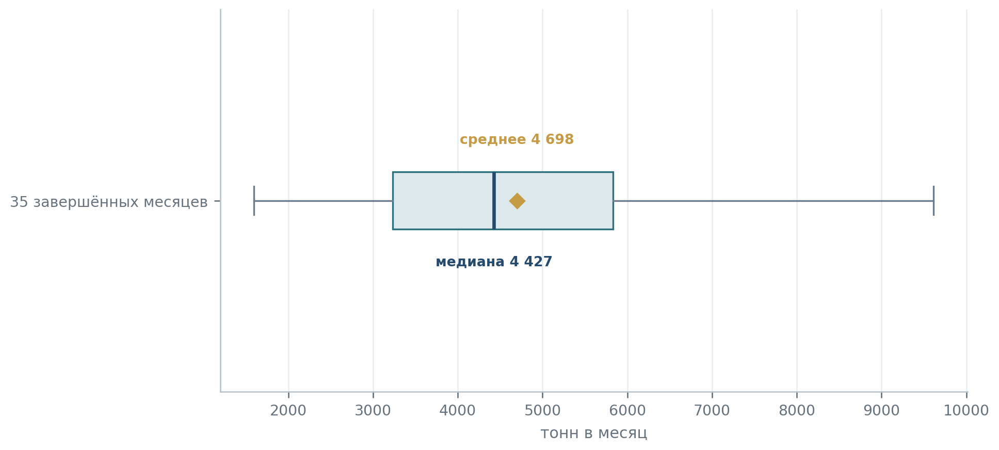 среднее 4 698
35 завершённых месяцев
медиана 4 427
2000 3000 4000 5000 6000 7000 8000 9000 10000
тонн в месяц